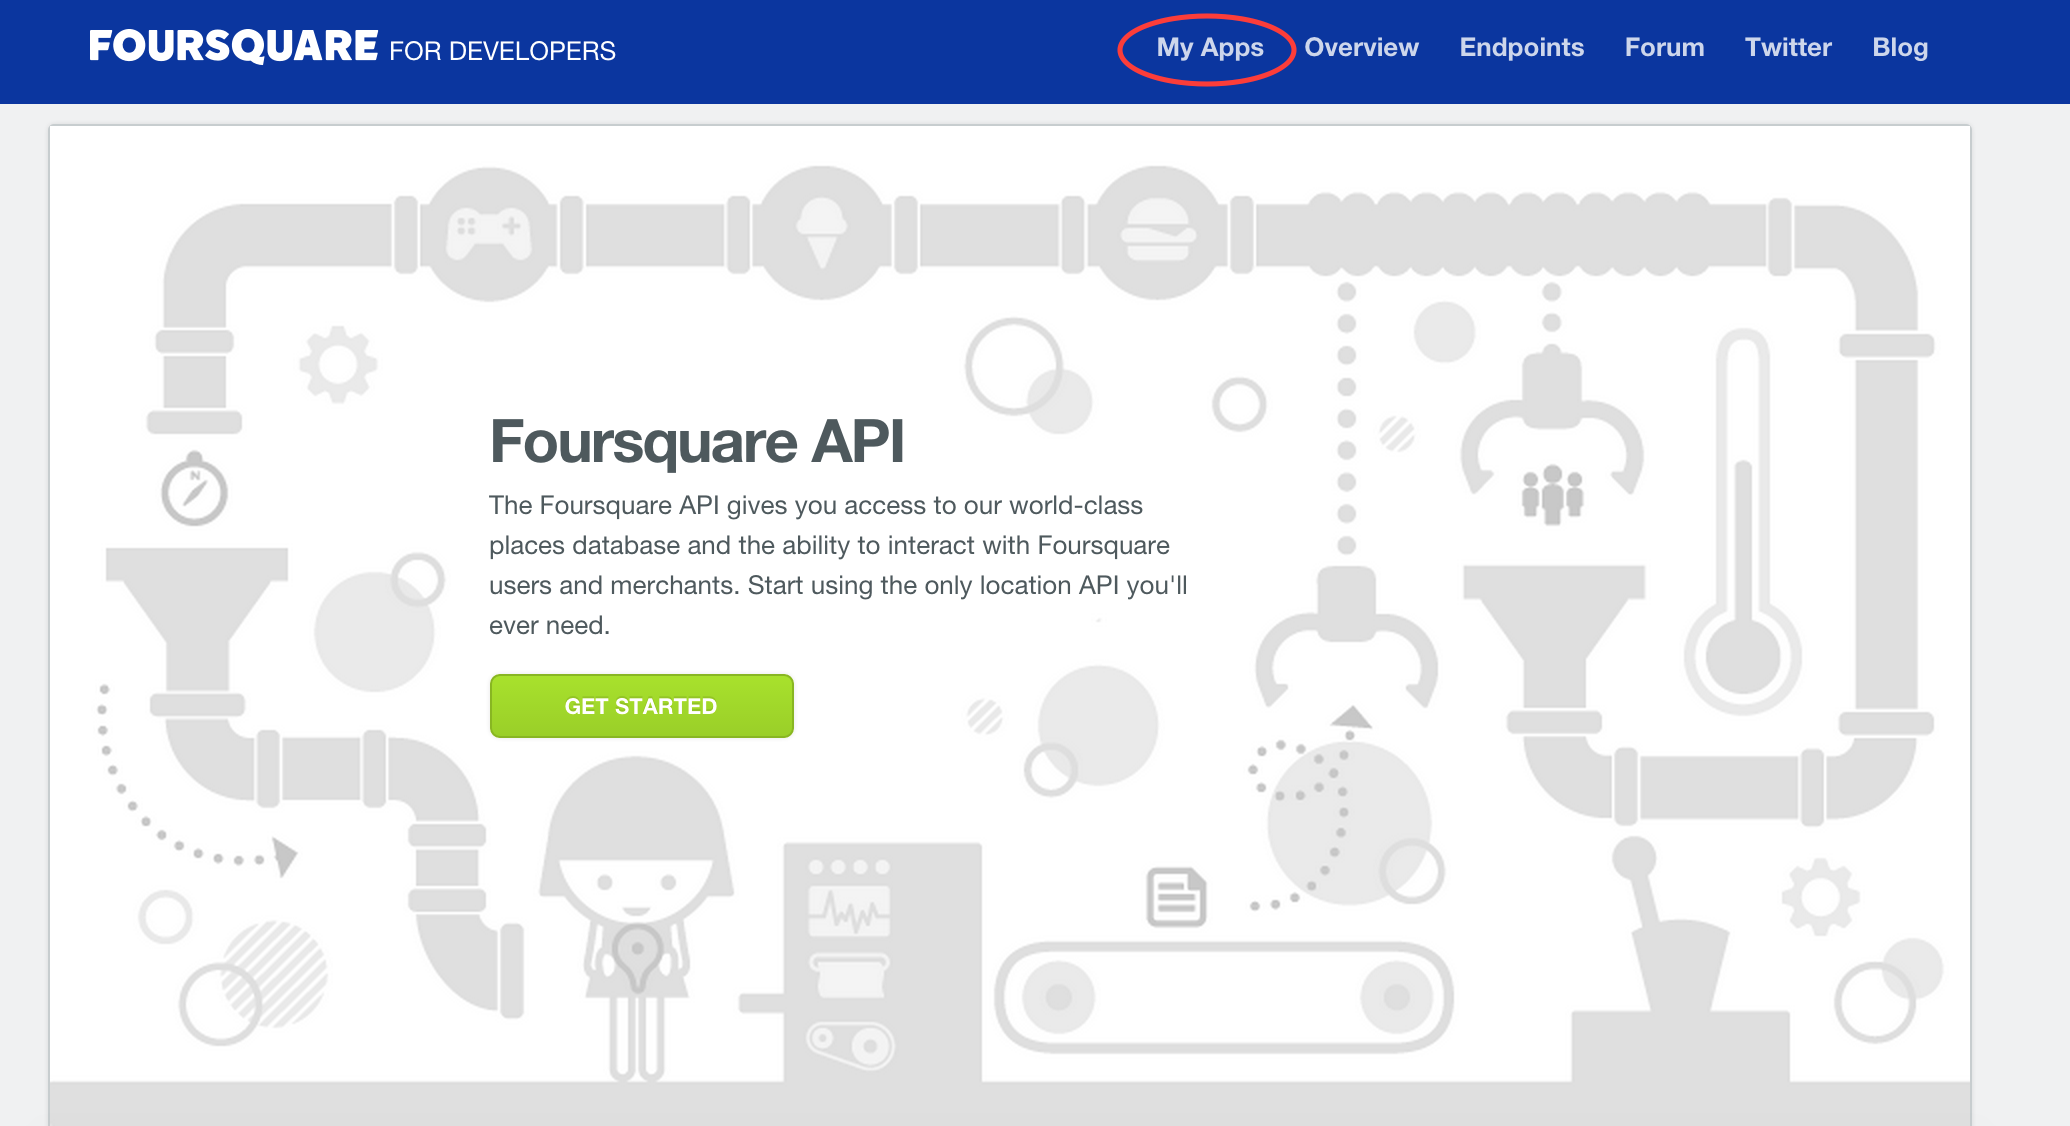 FOURSQUARE FOR DEVELOPERS
My Apps Overview Endpoints Forum Twitter Blog
N
Foursquare API
The Foursquare API gives you access to our world-class
places database and the ability to interact with Foursquare
users and merchants. Start using the only location API you'll
ever need.
GET STARTED